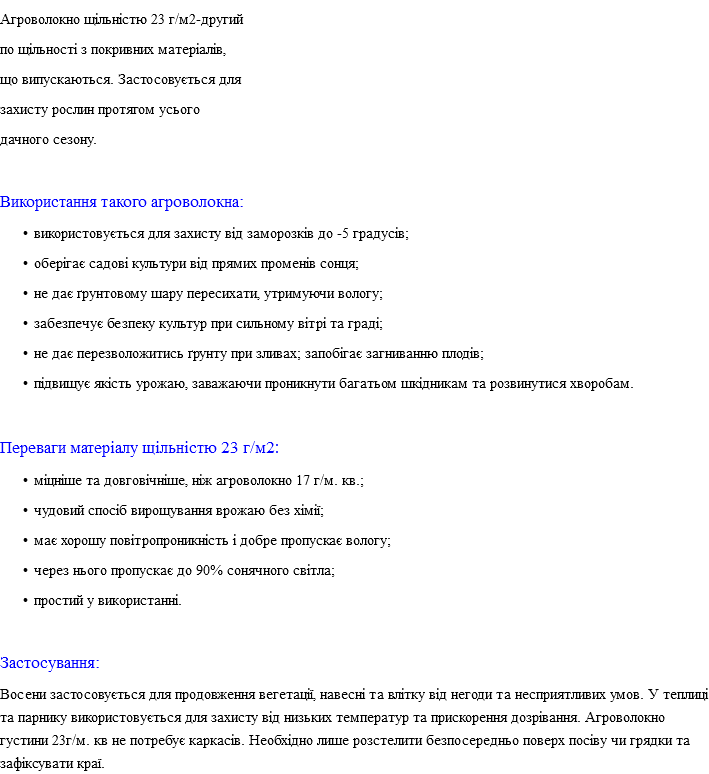 Агроволокно щільністю 23 г/м2-другий
по щільності з покривних матеріалів,
що випускаються. Застосовується для
захисту рослин протягом усього
дачного сезону.
Використання такого агроволокна:
• використовується для захисту від заморозків до -5 градусів;
• оберігає садові культури від прямих променів сонця;
• не дає ґрунтовому шару пересихати, утримуючи вологу;
• забезпечує безпеку культур при сильному вітрі та граді;
• не дає перезволожитись ґрунту при зливах; запобігає загниванню плодів;
• підвищує якість урожаю, заважаючи проникнути багатьом шкідникам та розвинутися хворобам.
Переваги матеріалу щільністю 23 г/м2:
• міцніше та довговічніше, ніж агроволокно 17 г/м. кв.;
• чудовий спосіб вирощування врожаю без хімії;
• має хорошу повітропроникність і добре пропускає вологу;
• через нього пропускає до 90% сонячного світла;
• простий у використанні.
Застосування:
Восени застосовується для продовження вегетації, навесні та влітку від негоди та несприятливих умов. У теплиці
та парнику використовується для захисту від низьких температур та прискорення дозрівання. Агроволокно
густини 23г/м. кв не потребує каркасів. Необхідно лише розстелити безпосередньо поверх посіву чи грядки та
зафіксувати краї.